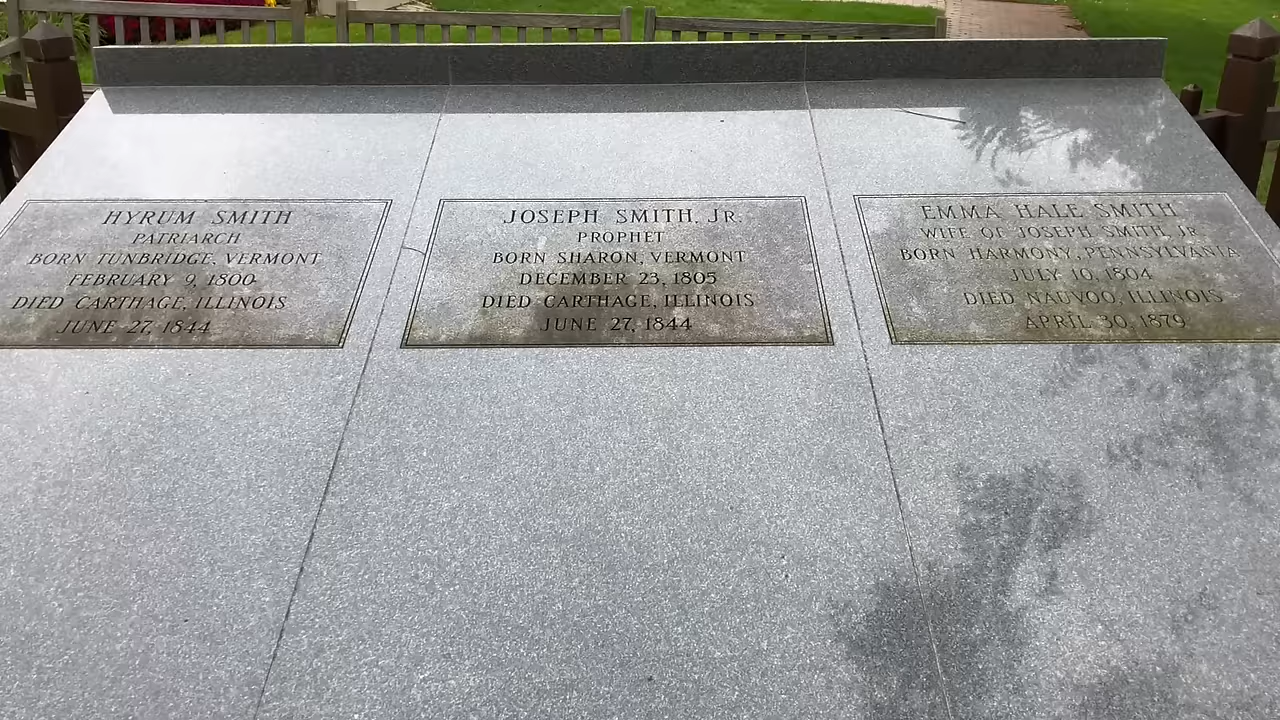 HYRUM SMITH
PATRIARCH
BORN TUNBRIDGE, VERMONT
FEBRUARY 9, 1800
DIED CARTHAGE, ILLINOIS
JUNE 27, 1844
JOSEPH SMITH, JR.
PROPHET
BORN SHARON, VERMONT
DECEMBER 23, 1805
DIED CARTHAGE, ILLINOIS
JUNE 27, 1844
EMMA HALE SMITH
WIFE OF JOSEPH SMITH, JR.
BORN HARMONY, PENNSYLVANIA
JULY 10, 1804
DIED NAUVOO, ILLINOIS
APRIL 30, 1879